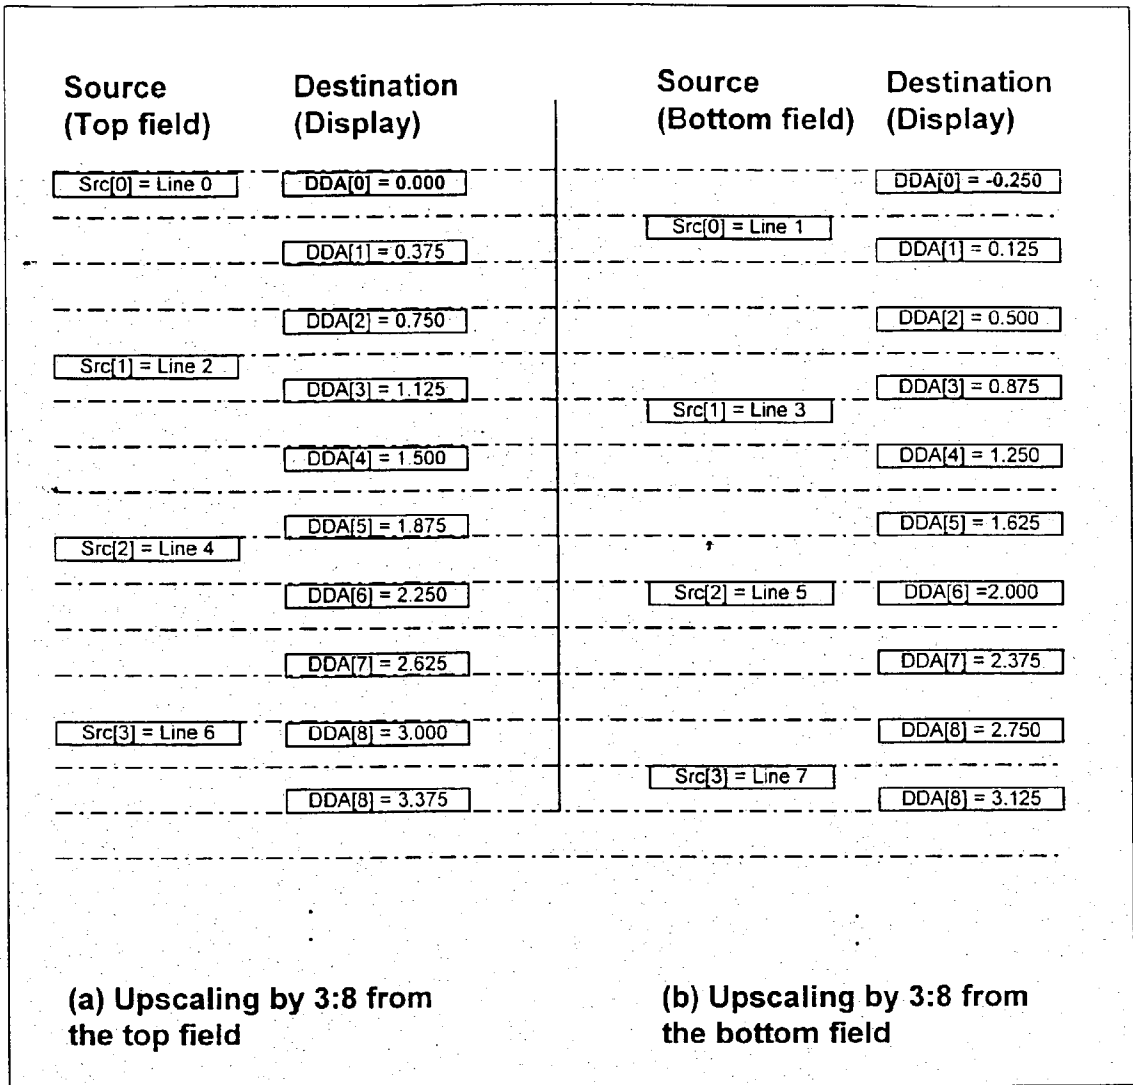 Source
(Top field)
Destination
(Display)
Src[0] = Line 0
DDA[0] = 0.000
DDA[1] = 0.375
DDA[2] = 0.750
Src[1] = Line 2
DDA[3] = 1.125
DDA[4] = 1.500
DDA[5] = 1.875
Src[2] = Line 4
DDA[6] = 2.250
DDA[7] = 2.625
Src[3] = Line 6
DDA[8] = 3.000
DDA[8] = 3.375
(a) Upscaling by 3:8 from
the top field
Source
(Bottom field)
Destination
(Display)
DDA[0] = -0.250
Src[0] = Line 1
DDA[1] = 0.125
DDA[2] = 0.500
DDA[3] = 0.875
Src[1] = Line 3
DDA[4] = 1.250
DDA[5] = 1.625
Src[2] = Line 5
DDA[6] =2.000
DDA[7] = 2.375
DDA[8] = 2.750
Src[3] = Line 7
DDA[8] = 3.125
(b) Upscaling by 3:8 from
the bottom field